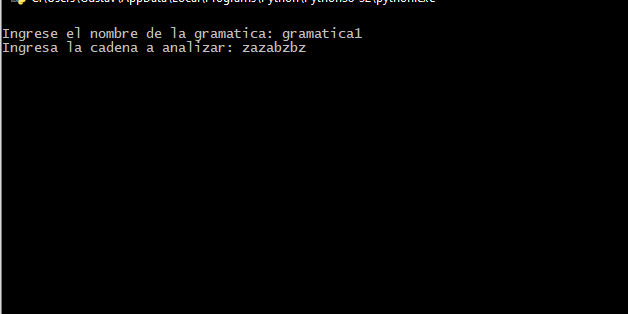 Ingrese el nombre de la gramatica: gramatica1
Ingresa la cadena a analizar: zazabzbz